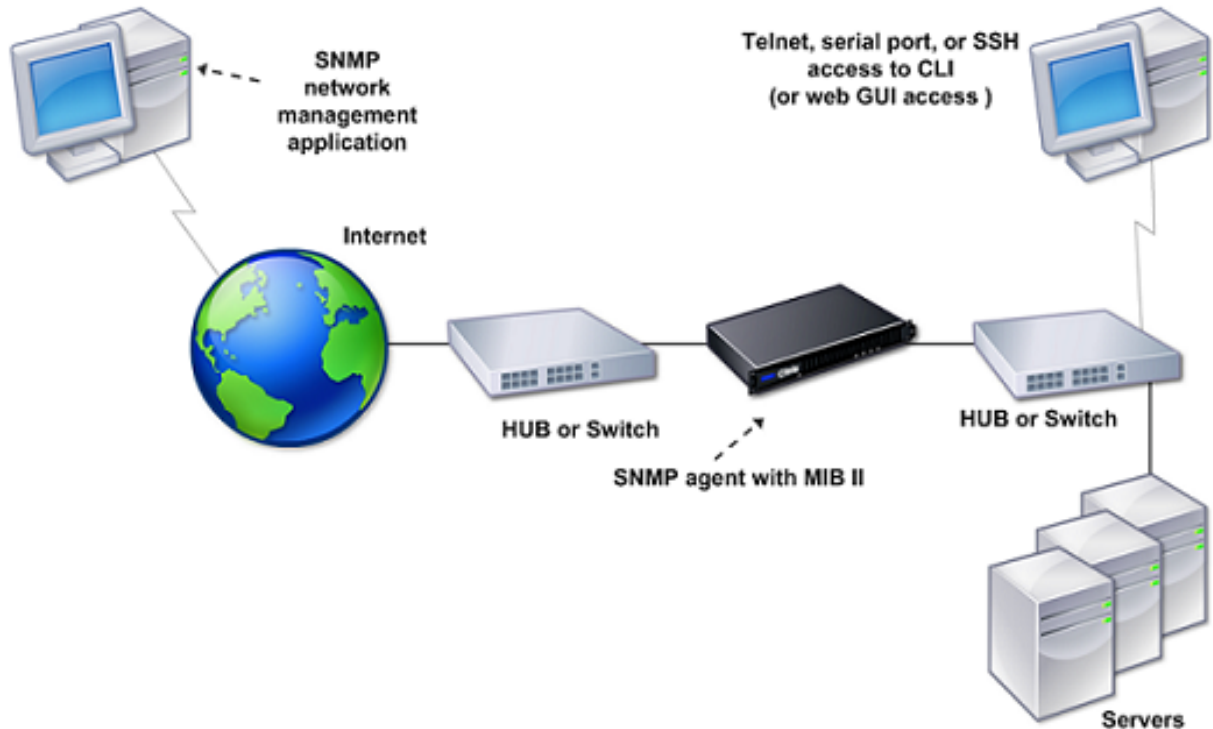 SNMP
network
management
application
Telnet, serial port, or SSH
access to CLI
(or web GUI access )
Internet
HUB or Switch
SNMP agent with MIB II
HUB or Switch
Servers